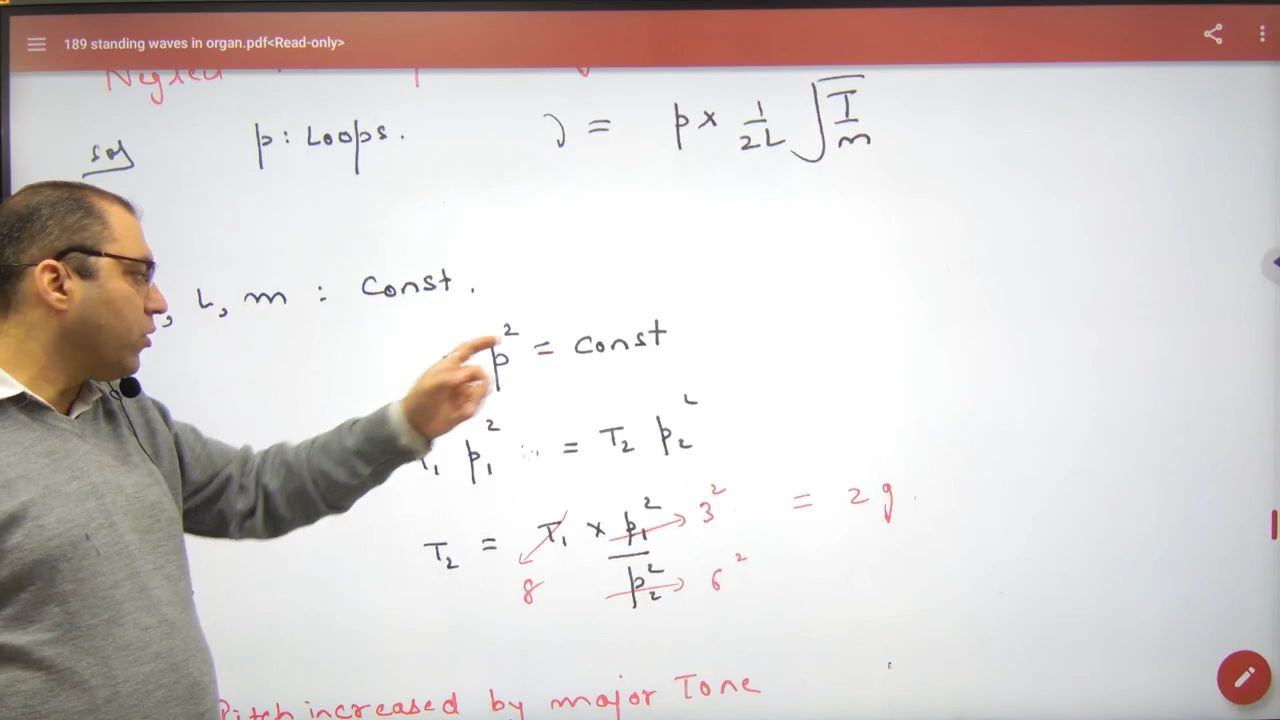 189 standing waves in organ.pdf<Read-only>
sol p : Loops. ν = p × 1/2L √T/m
, L, m : Const.
p² = const
T₁ p₁² = T₂ p₂²
T₂ = T₁ × p₁² / p₂² 8 3² 6² = 2 g.
Pitch increased by major Tone